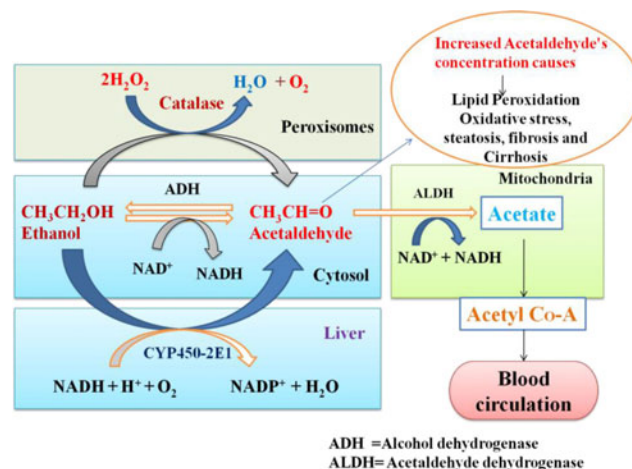 Increased Acetaldehyde's
concentration causes
Lipid Peroxidation
Oxidative stress,
steatosis, fibrosis and
Cirrhosis
2H₂O₂
H₂O + O₂
Catalase
Peroxisomes
Mitochondria
ADH
ALDH
CH₃CH₂OH
Ethanol
CH₃CH=O
Acetaldehyde
Acetate
NAD⁺
NADH
Cytosol
NAD⁺ + NADH
Liver
CYP450-2E1
NADH + H⁺ + O₂
NADP⁺ + H₂O
Acetyl Co-A
Blood
circulation
ADH =Alcohol dehydrogenase
ALDH= Acetaldehyde dehydrogenase